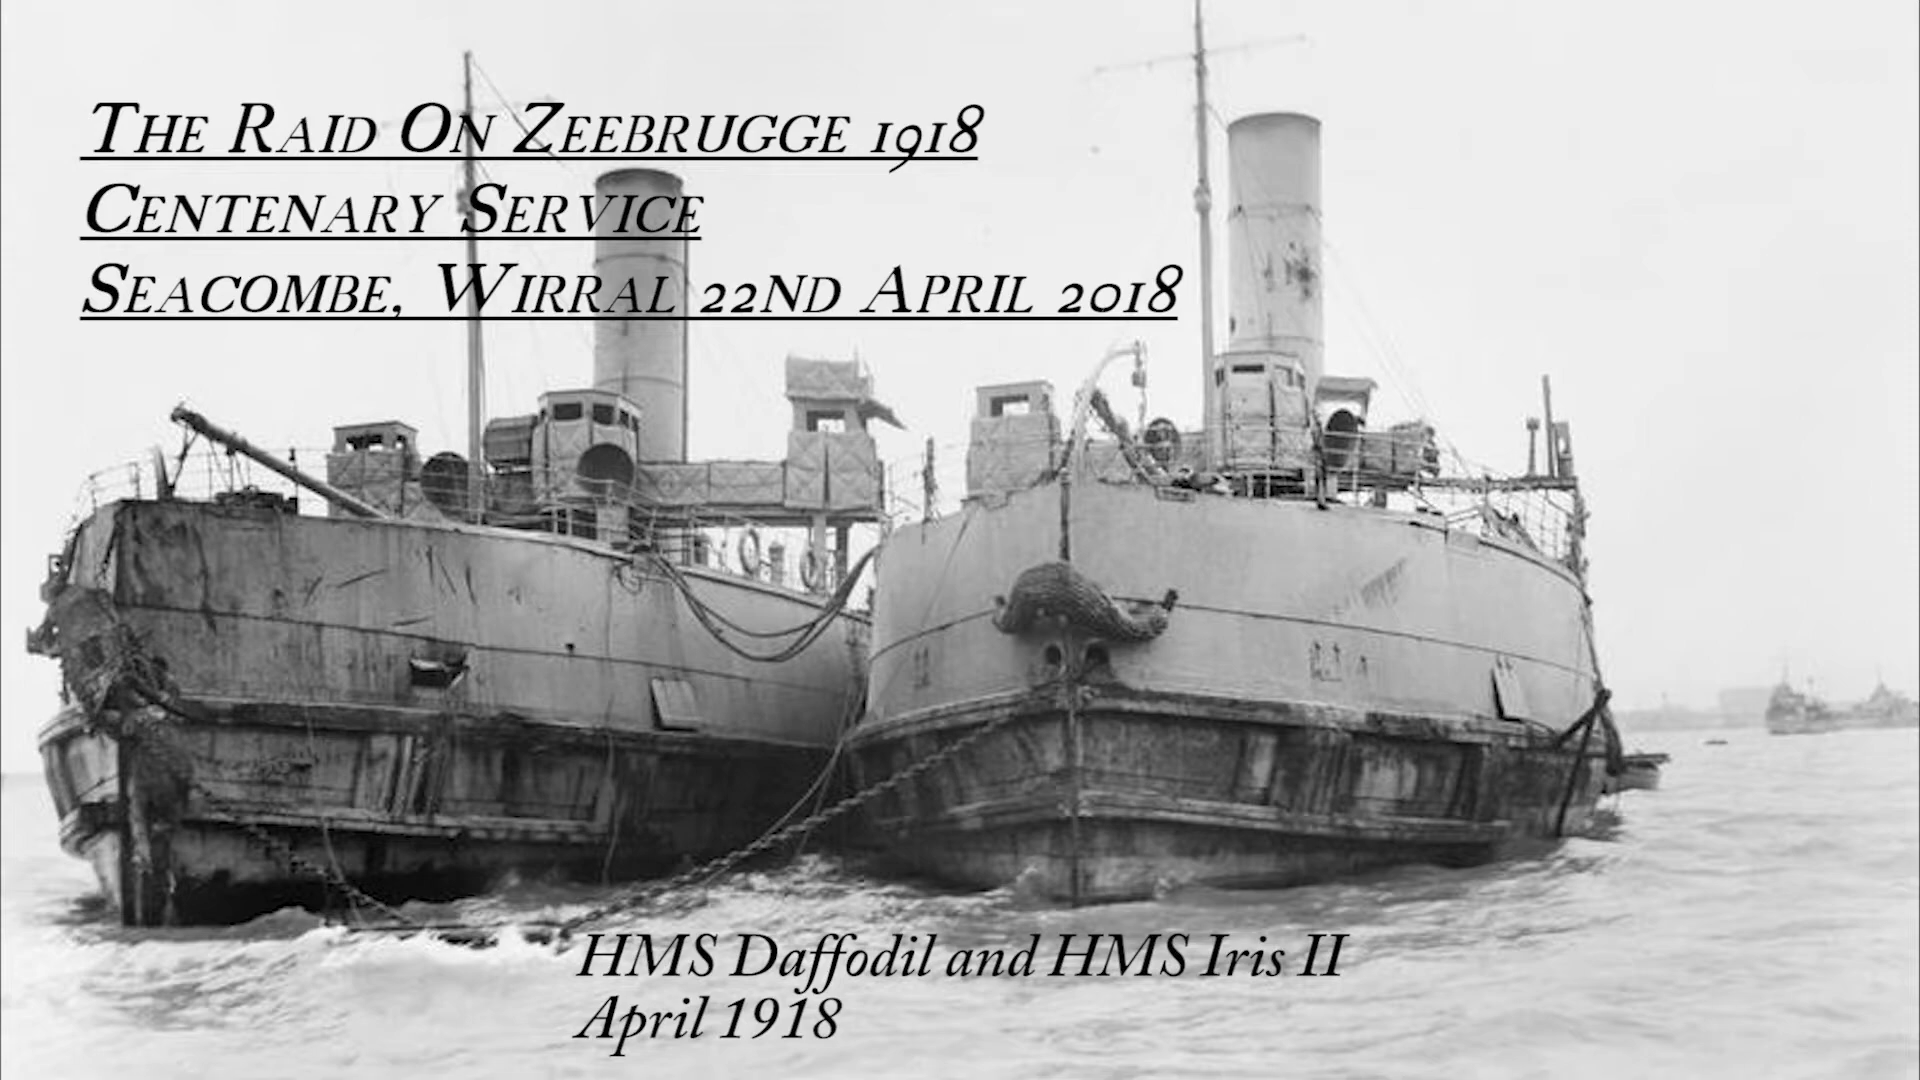 The Raid On Zeebrugge 1918
Centenary Service
Seacombe, Wirral 22nd April 2018
HMS Daffodil and HMS Iris II
April 1918